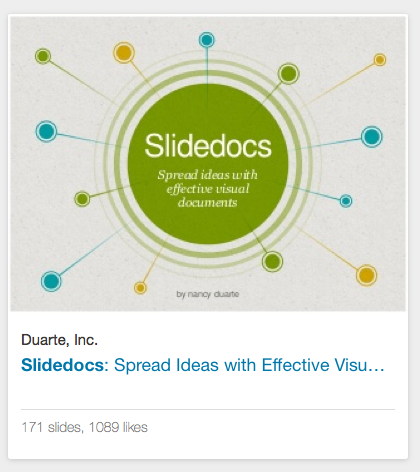 Slidedocs
Spread ideas with
effective visual
documents
by nancy duarte
Duarte, Inc.
Slidedocs: Spread Ideas with Effective Visu...
171 slides, 1089 likes